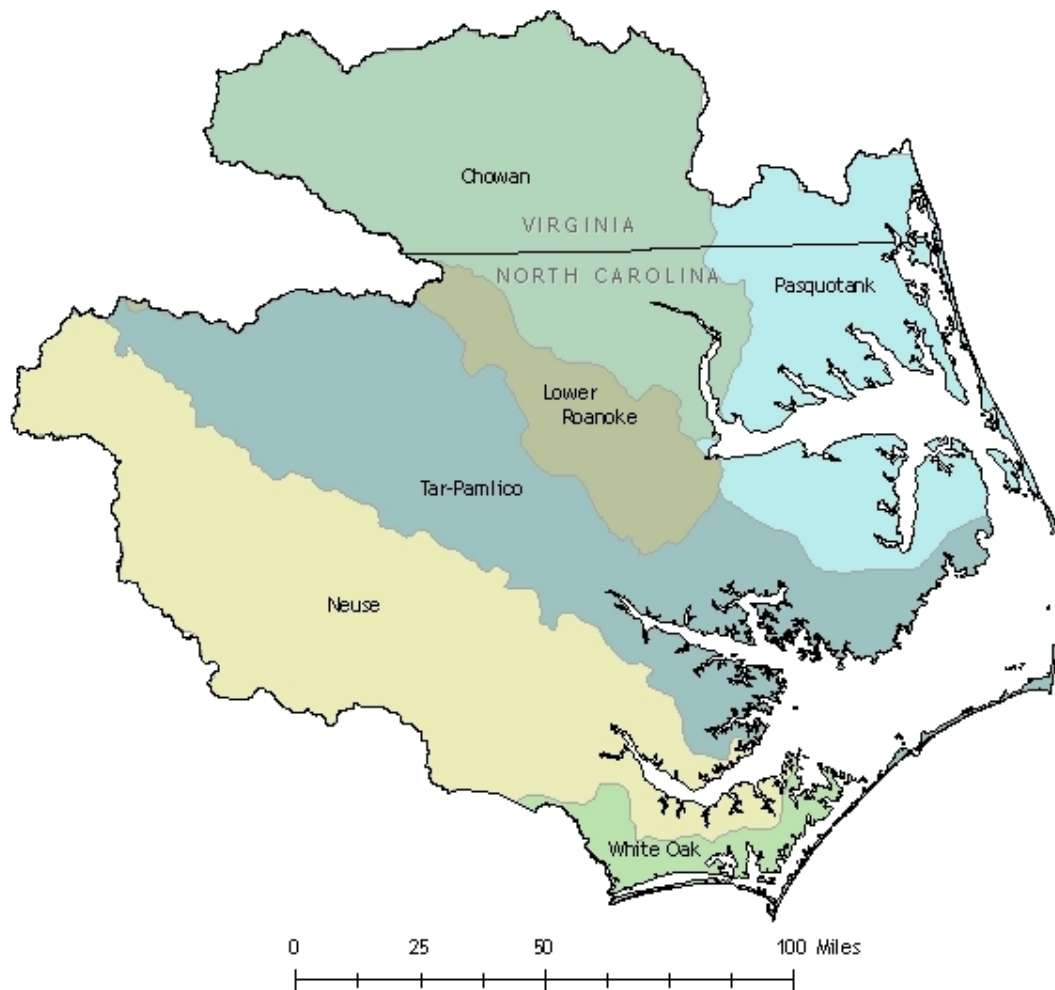 Chowan
VIRGINIA
NORTH CAROLINA
Pasquotank
Lower
Roanoke
Tar-Pamlico
Neuse
White Oak
0 25 50 100 Miles